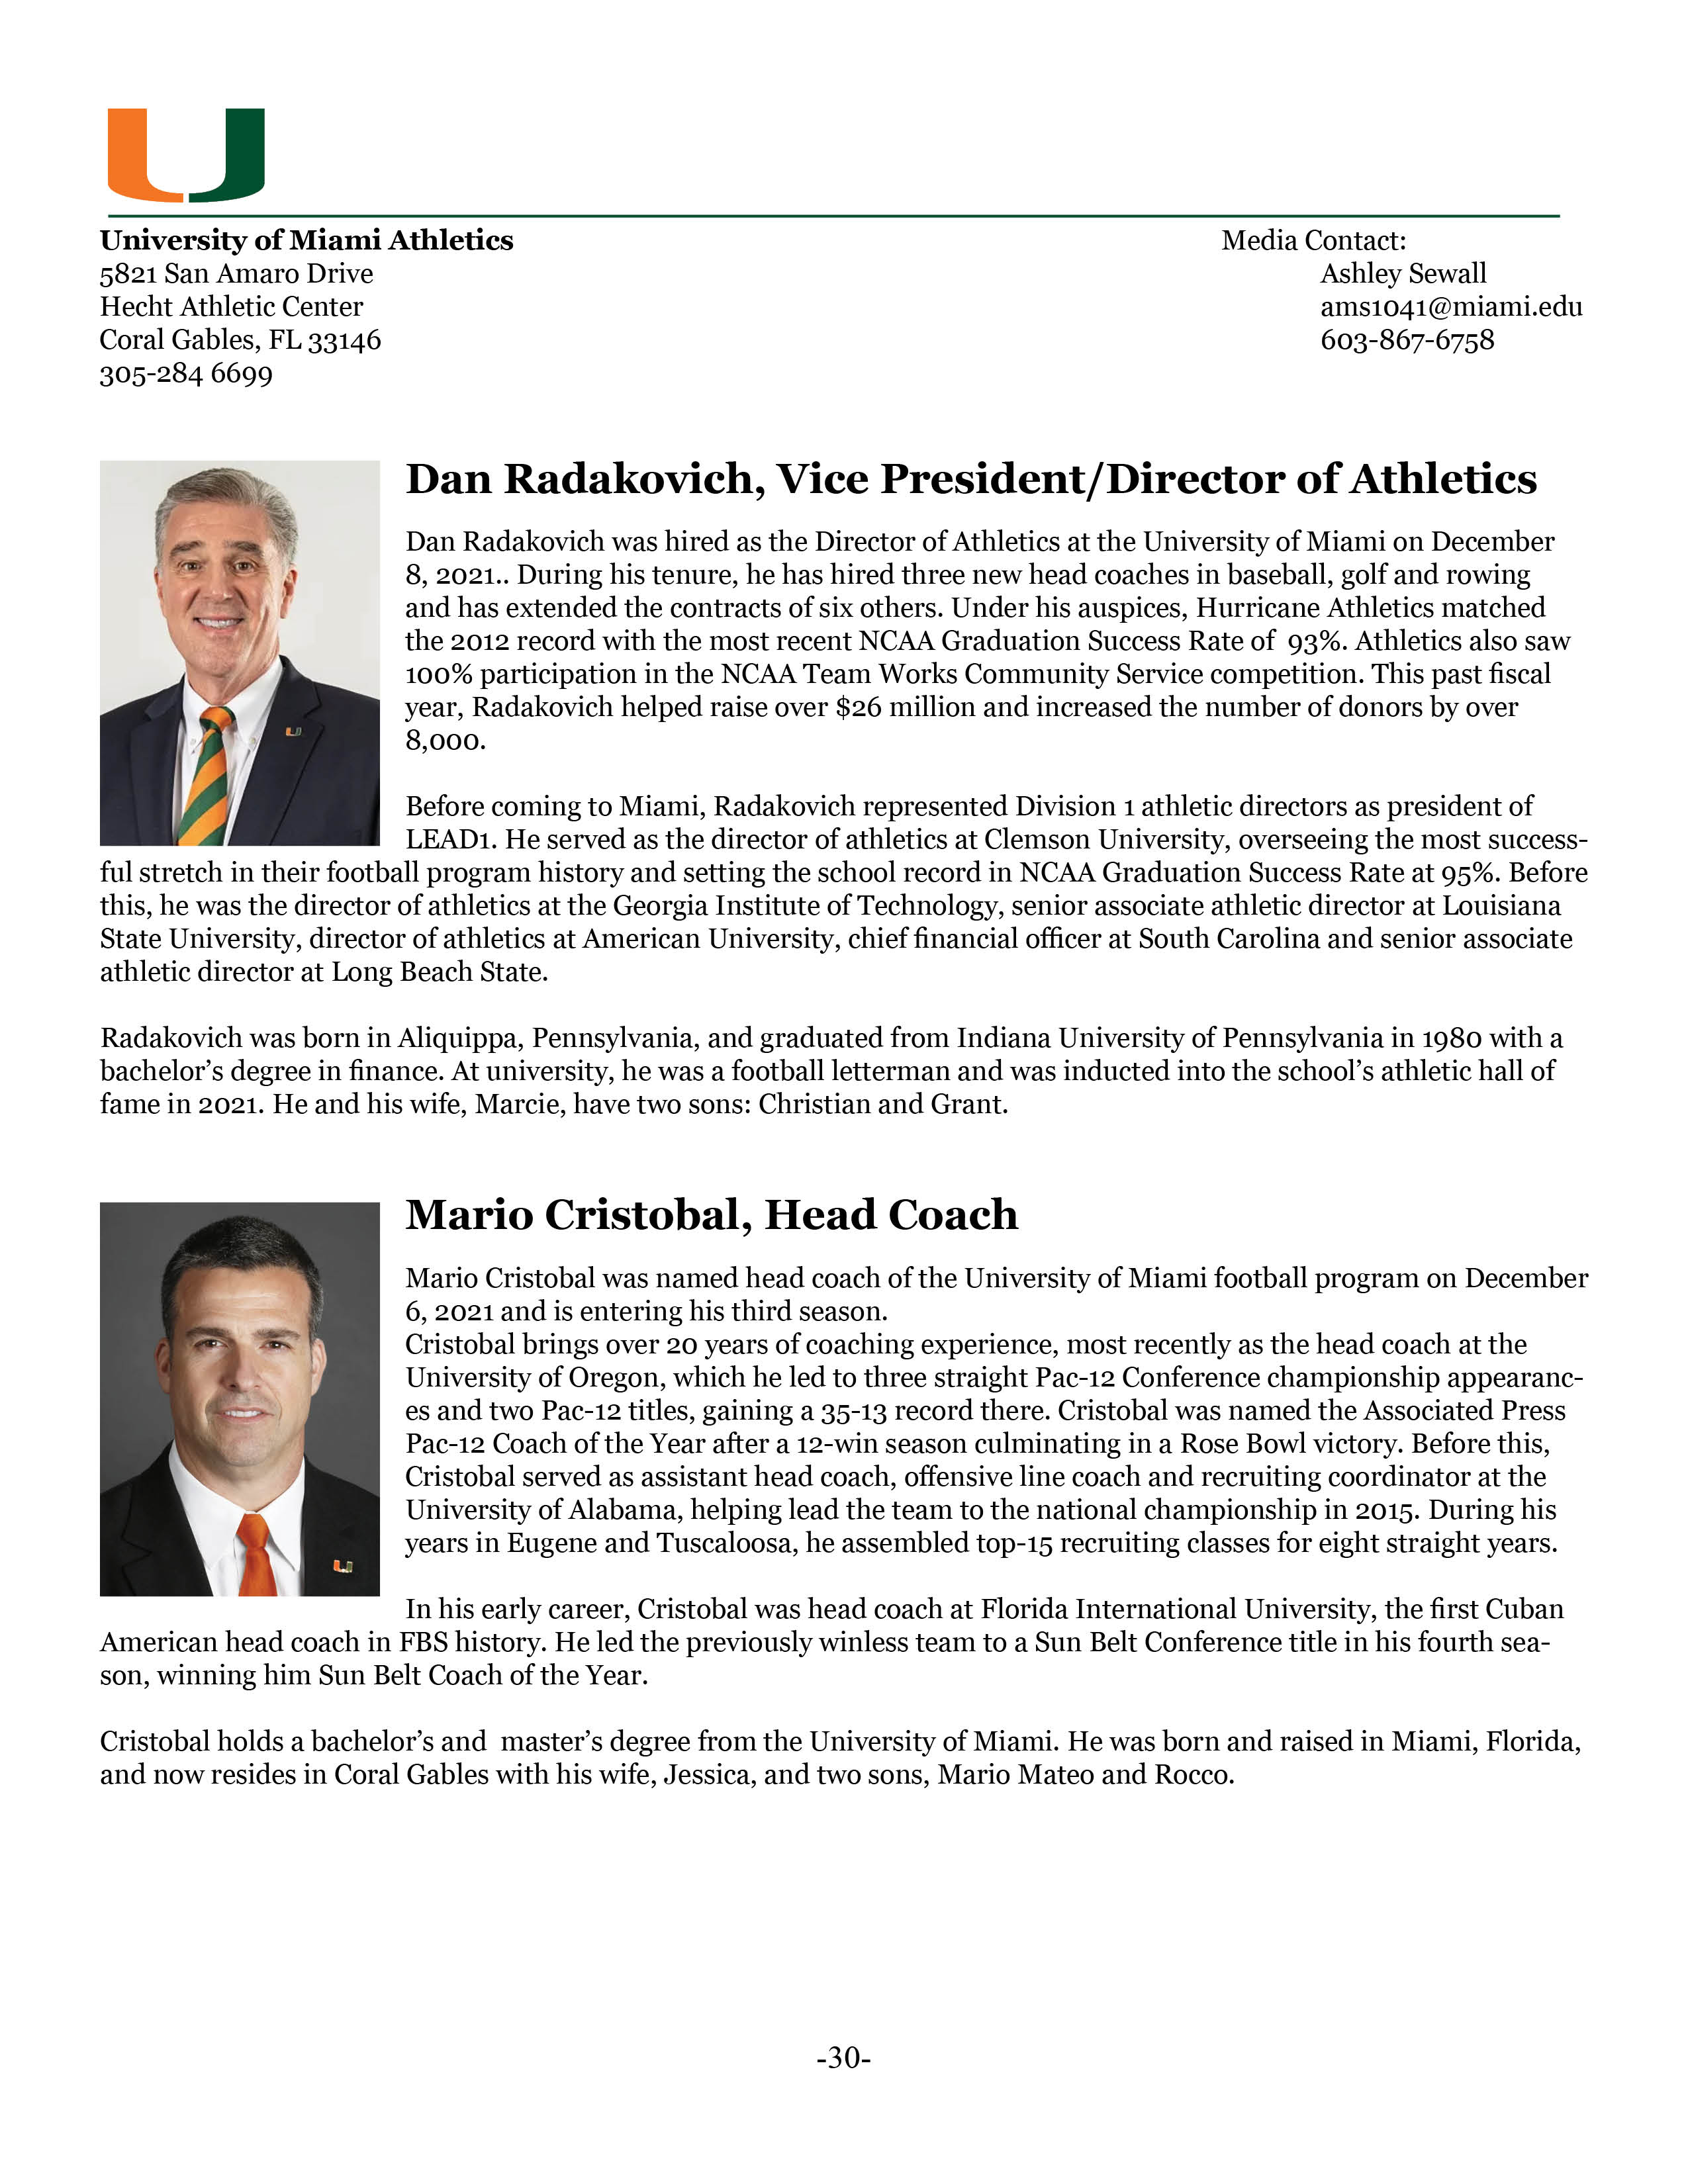 University of Miami Athletics
5821 San Amaro Drive
Hecht Athletic Center
Coral Gables, FL 33146
305-284 6699
Media Contact:
Ashley Sewall
ams1041@miami.edu
603-867-6758
Dan Radakovich, Vice President/Director of Athletics
Dan Radakovich was hired as the Director of Athletics at the University of Miami on December
8, 2021.. During his tenure, he has hired three new head coaches in baseball, golf and rowing
and has extended the contracts of six others. Under his auspices, Hurricane Athletics matched
the 2012 record with the most recent NCAA Graduation Success Rate of  93%. Athletics also saw
100% participation in the NCAA Team Works Community Service competition. This past fiscal
year, Radakovich helped raise over $26 million and increased the number of donors by over
8,000.
Before coming to Miami, Radakovich represented Division 1 athletic directors as president of
LEAD1. He served as the director of athletics at Clemson University, overseeing the most success-
ful stretch in their football program history and setting the school record in NCAA Graduation Success Rate at 95%. Before
this, he was the director of athletics at the Georgia Institute of Technology, senior associate athletic director at Louisiana
State University, director of athletics at American University, chief financial officer at South Carolina and senior associate
athletic director at Long Beach State.
Radakovich was born in Aliquippa, Pennsylvania, and graduated from Indiana University of Pennsylvania in 1980 with a
bachelor’s degree in finance. At university, he was a football letterman and was inducted into the school’s athletic hall of
fame in 2021. He and his wife, Marcie, have two sons: Christian and Grant.
Mario Cristobal, Head Coach
Mario Cristobal was named head coach of the University of Miami football program on December
6, 2021 and is entering his third season.
Cristobal brings over 20 years of coaching experience, most recently as the head coach at the
University of Oregon, which he led to three straight Pac-12 Conference championship appearanc-
es and two Pac-12 titles, gaining a 35-13 record there. Cristobal was named the Associated Press
Pac-12 Coach of the Year after a 12-win season culminating in a Rose Bowl victory. Before this,
Cristobal served as assistant head coach, offensive line coach and recruiting coordinator at the
University of Alabama, helping lead the team to the national championship in 2015. During his
years in Eugene and Tuscaloosa, he assembled top-15 recruiting classes for eight straight years.
In his early career, Cristobal was head coach at Florida International University, the first Cuban
American head coach in FBS history. He led the previously winless team to a Sun Belt Conference title in his fourth sea-
son, winning him Sun Belt Coach of the Year.
Cristobal holds a bachelor’s and  master’s degree from the University of Miami. He was born and raised in Miami, Florida,
and now resides in Coral Gables with his wife, Jessica, and two sons, Mario Mateo and Rocco.
-30-